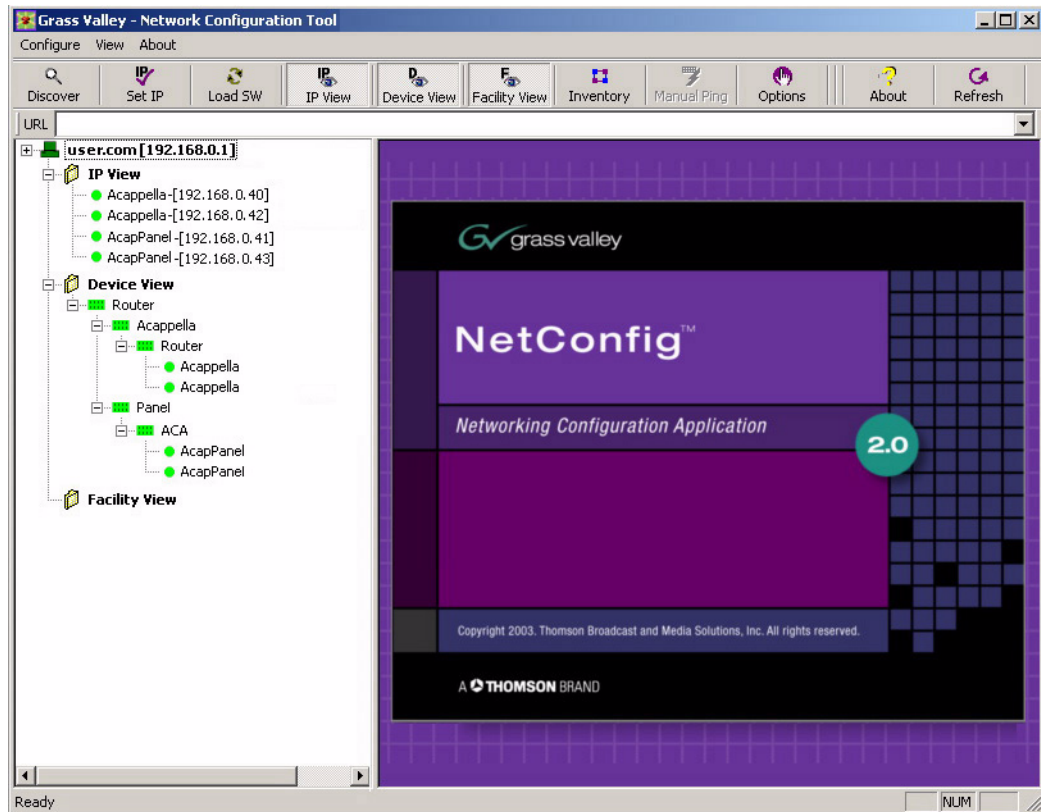 Grass Valley - Network Configuration Tool
Configure View About
Discover Set IP Load SW IP View Device View Facility View Inventory Manual Ping Options About Refresh
URL
user.com [192.168.0.1]
IP View
Acappella-[192.168.0.40]
Acappella-[192.168.0.42]
AcapPanel-[192.168.0.41]
AcapPanel-[192.168.0.43]
Device View
Router
Acappella
Router
Acappella
Acappella
Panel
ACA
AcapPanel
AcapPanel
Facility View
grass valley
NetConfig™
Networking Configuration Application
2.0
Copyright 2003. Thomson Broadcast and Media Solutions, Inc. All rights reserved.
A THOMSON BRAND
Ready
NUM